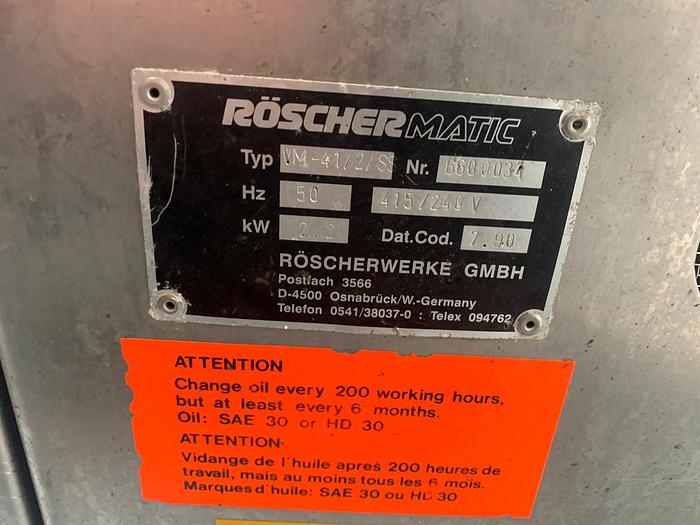 RÖSCHERMATIC
Typ VM-41/2/SS Nr. 6600034
Hz 50 415/240 V
kW 2.2 Dat.Cod. 7.90
RÖSCHERWERKE GMBH
Postfach 3566
D-4500 Osnabrück/W.-Germany
Telefon 0541/38037-0 : Telex 094762
ATTENTION
Change oil every 200 working hours,
but at least every 6 months.
Oil: SAE 30 or HD 30
ATTENTION
Vidange de l'huile aprés 200 heures de
travail, mais au moins tous les 6 mois.
Marques d'huile: SAE 30 ou HD 30